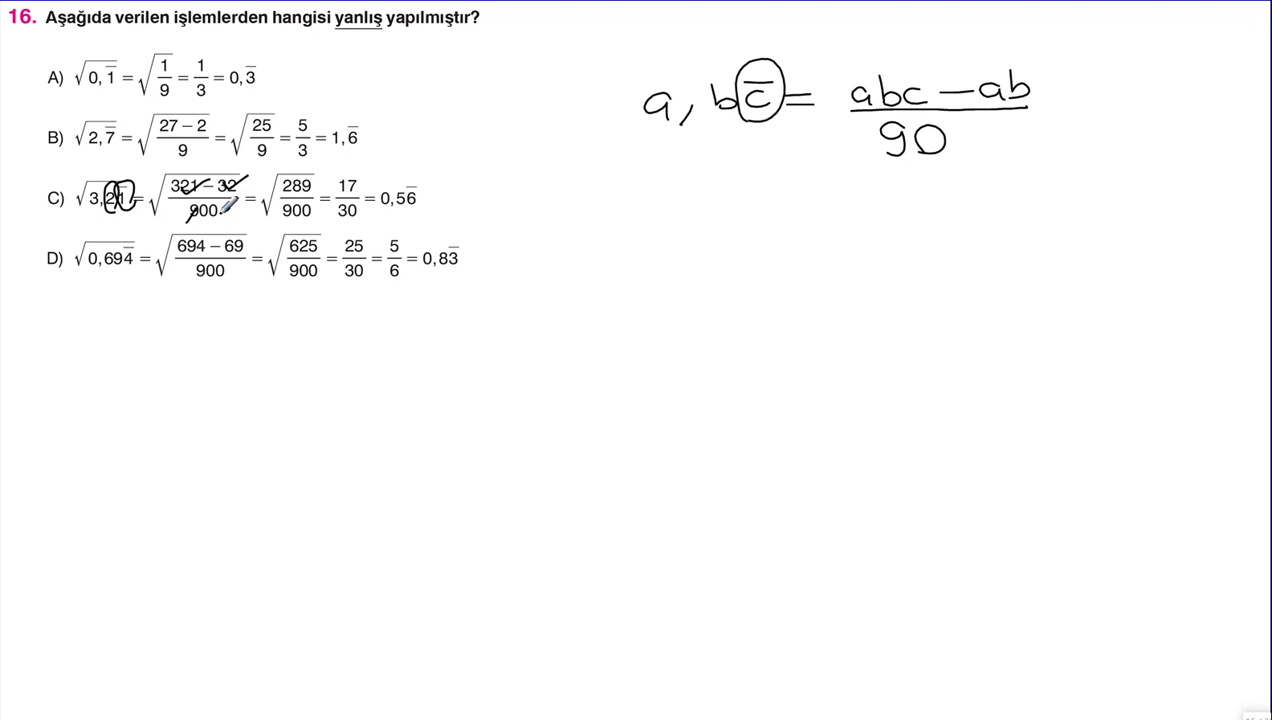 16. Aşağıda verilen işlemlerden hangisi yanlış yapılmıştır?
A) √(0,1̅) = √(1/9) = 1/3 = 0,3̅
B) √(2,7̅) = √((27 − 2)/9) = √(25/9) = 5/3 = 1,6̅
C) √(3,21̅) = √((321 − 32)/900) = √(289/900) = 17/30 = 0,56̅
D) √(0,694̅) = √((694 − 69)/900) = √(625/900) = 25/30 = 5/6 = 0,83̅
a, bc̅ = (abc − ab)/90